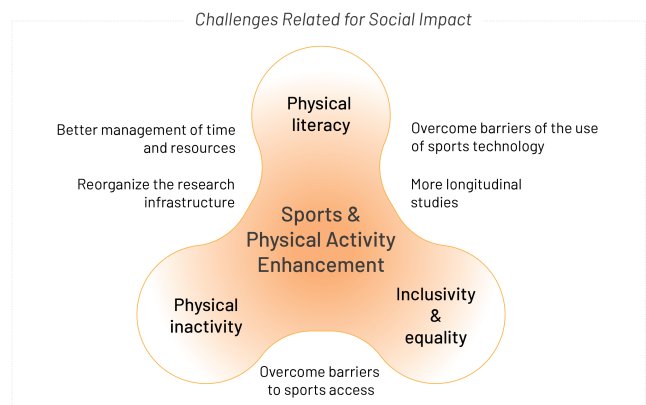 Challenges Related for Social Impact
Physical
literacy
Better management of time
and resources
Overcome barriers of the use
of sports technology
Reorganize the research
infrastructure
More longitudinal
studies
Sports &
Physical Activity
Enhancement
Physical
inactivity
Inclusivity
&
equality
Overcome barriers
to sports access